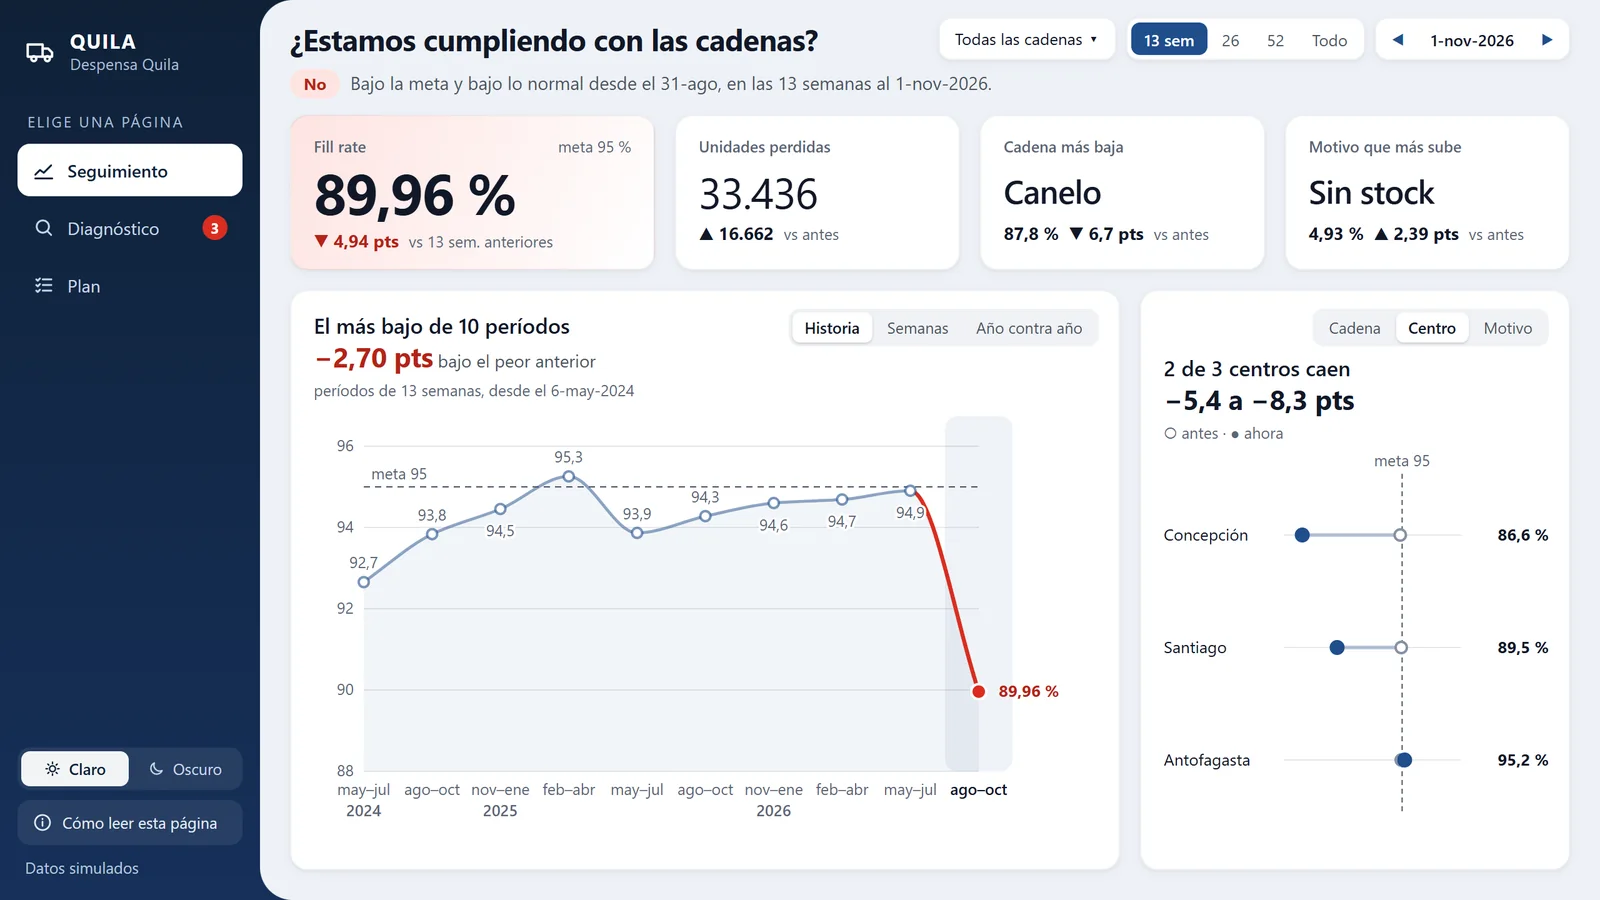 QUILA
Despensa Quila
ELIGE UNA PÁGINA
Seguimiento
Diagnóstico 3
Plan
Claro Oscuro
Cómo leer esta página
Datos simulados
¿Estamos cumpliendo con las cadenas?
Todas las cadenas ▼ 13 sem 26 52 Todo ◀ 1-nov-2026 ▶
No Bajo la meta y bajo lo normal desde el 31-ago, en las 13 semanas al 1-nov-2026.
Fill rate meta 95 %
89,96 %
▼ 4,94 pts vs 13 sem. anteriores
Unidades perdidas
33.436
▲ 16.662 vs antes
Cadena más baja
Canelo
87,8 % ▼ 6,7 pts vs antes
Motivo que más sube
Sin stock
4,93 % ▲ 2,39 pts vs antes
El más bajo de 10 períodos
Historia Semanas Año contra año
−2,70 pts bajo el peor anterior
períodos de 13 semanas, desde el 6-may-2024
96
94
92
90
88
meta 95
92,7
93,8
94,5
95,3
93,9
94,3
94,6
94,7
94,9
89,96 %
may–jul ago–oct nov–ene feb–abr may–jul ago–oct nov–ene feb–abr may–jul ago–oct
2024 2025 2026
Cadena Centro Motivo
2 de 3 centros caen
−5,4 a −8,3 pts
○ antes · ● ahora
meta 95
Concepción 86,6 %
Santiago 89,5 %
Antofagasta 95,2 %